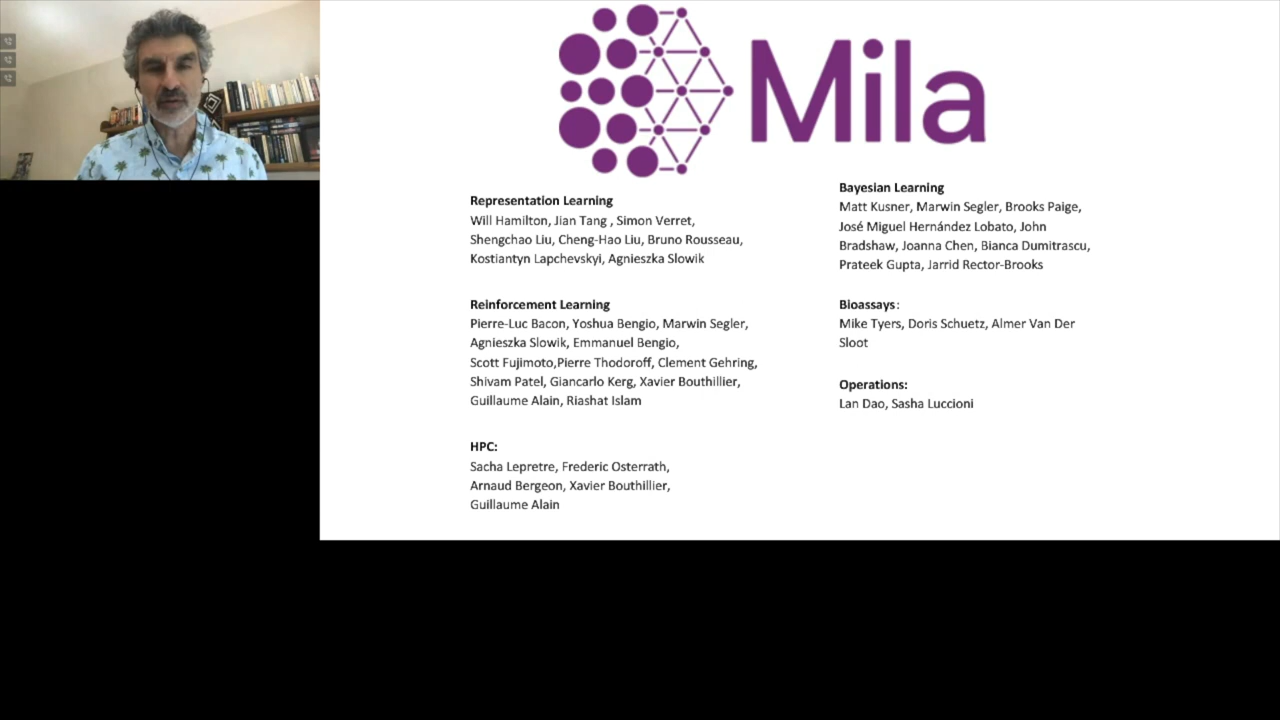 Mila
Representation Learning
Will Hamilton, Jian Tang , Simon Verret,
Shengchao Liu, Cheng-Hao Liu, Bruno Rousseau,
Kostiantyn Lapchevskyi, Agnieszka Slowik
Reinforcement Learning
Pierre-Luc Bacon, Yoshua Bengio, Marwin Segler,
Agnieszka Slowik, Emmanuel Bengio,
Scott Fujimoto,Pierre Thodoroff, Clement Gehring,
Shivam Patel, Giancarlo Kerg, Xavier Bouthillier,
Guillaume Alain, Riashat Islam
HPC:
Sacha Lepretre, Frederic Osterrath,
Arnaud Bergeon, Xavier Bouthillier,
Guillaume Alain
Bayesian Learning
Matt Kusner, Marwin Segler, Brooks Paige,
José Miguel Hernández Lobato, John
Bradshaw, Joanna Chen, Bianca Dumitrascu,
Prateek Gupta, Jarrid Rector-Brooks
Bioassays:
Mike Tyers, Doris Schuetz, Almer Van Der
Sloot
Operations:
Lan Dao, Sasha Luccioni